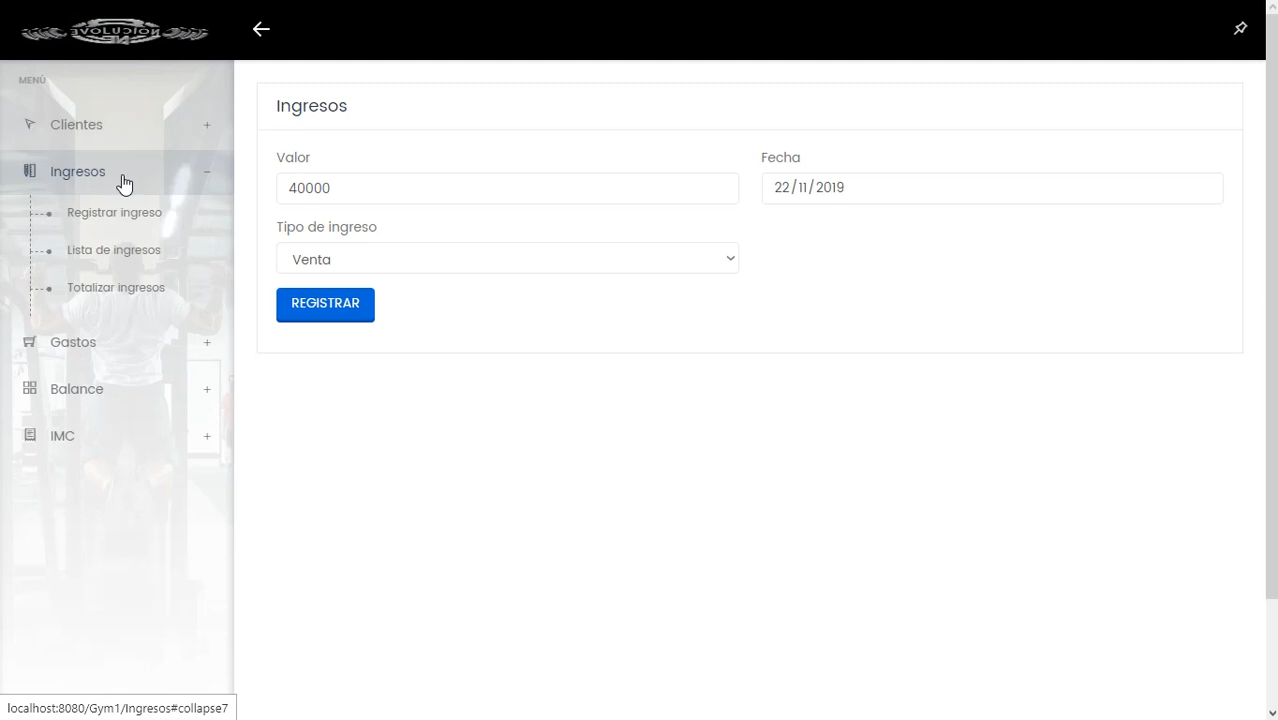 MENÚ
Clientes
Ingresos
Registrar ingreso
Lista de ingresos
Totalizar ingresos
Gastos
Balance
IMC
Ingresos
Valor
Fecha
40000
22/11/2019
Tipo de ingreso
Venta
REGISTRAR
localhost:8080/Gym1/Ingresos#collapse7